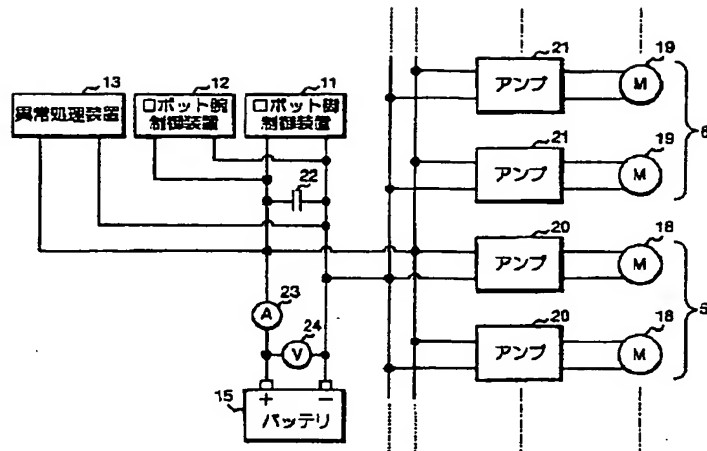 13
12
11
異常処理装置
ロボット腕
制御装置
ロボット脚
制御装置
22
23
A
24
V
15
+
−
バッテリ
21
アンプ
19
M
21
アンプ
19
M
6
20
アンプ
18
M
20
アンプ
18
M
5